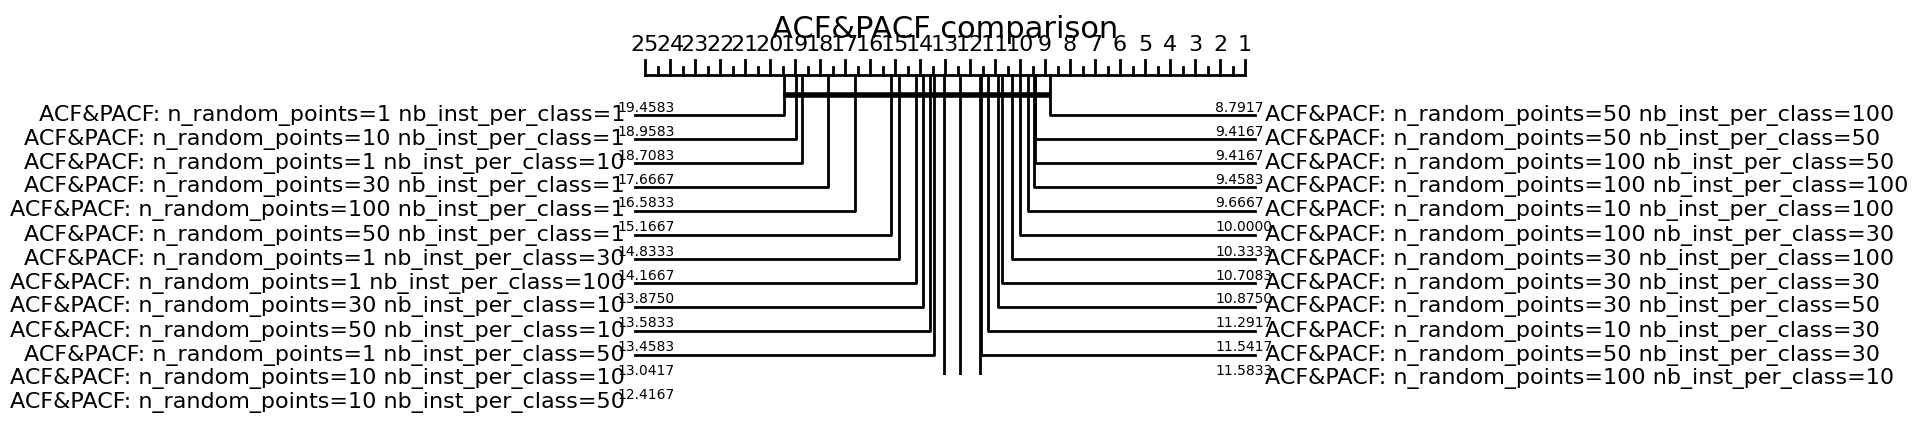 ACF&PACF comparison
25 24 23 22 21 20 19 18 17 16 15 14 13 12 11 10 9 8 7 6 5 4 3 2 1
ACF&PACF: n_random_points=1 nb_inst_per_class=1 19.4583 8.7917 ACF&PACF: n_random_points=50 nb_inst_per_class=100
ACF&PACF: n_random_points=10 nb_inst_per_class=1 18.9583 9.4167 ACF&PACF: n_random_points=50 nb_inst_per_class=50
ACF&PACF: n_random_points=1 nb_inst_per_class=10 18.7083 9.4167 ACF&PACF: n_random_points=100 nb_inst_per_class=50
ACF&PACF: n_random_points=30 nb_inst_per_class=1 17.6667 9.4583 ACF&PACF: n_random_points=100 nb_inst_per_class=100
ACF&PACF: n_random_points=100 nb_inst_per_class=1 16.5833 9.6667 ACF&PACF: n_random_points=10 nb_inst_per_class=100
ACF&PACF: n_random_points=50 nb_inst_per_class=1 15.1667 10.0000 ACF&PACF: n_random_points=100 nb_inst_per_class=30
ACF&PACF: n_random_points=1 nb_inst_per_class=30 14.8333 10.3333 ACF&PACF: n_random_points=30 nb_inst_per_class=100
ACF&PACF: n_random_points=1 nb_inst_per_class=100 14.1667 10.7083 ACF&PACF: n_random_points=30 nb_inst_per_class=30
ACF&PACF: n_random_points=30 nb_inst_per_class=10 13.8750 10.8750 ACF&PACF: n_random_points=30 nb_inst_per_class=50
ACF&PACF: n_random_points=50 nb_inst_per_class=10 13.5833 11.2917 ACF&PACF: n_random_points=10 nb_inst_per_class=30
ACF&PACF: n_random_points=1 nb_inst_per_class=50 13.4583 11.5417 ACF&PACF: n_random_points=50 nb_inst_per_class=30
ACF&PACF: n_random_points=10 nb_inst_per_class=10 13.0417 11.5833 ACF&PACF: n_random_points=100 nb_inst_per_class=10
ACF&PACF: n_random_points=10 nb_inst_per_class=50 12.4167